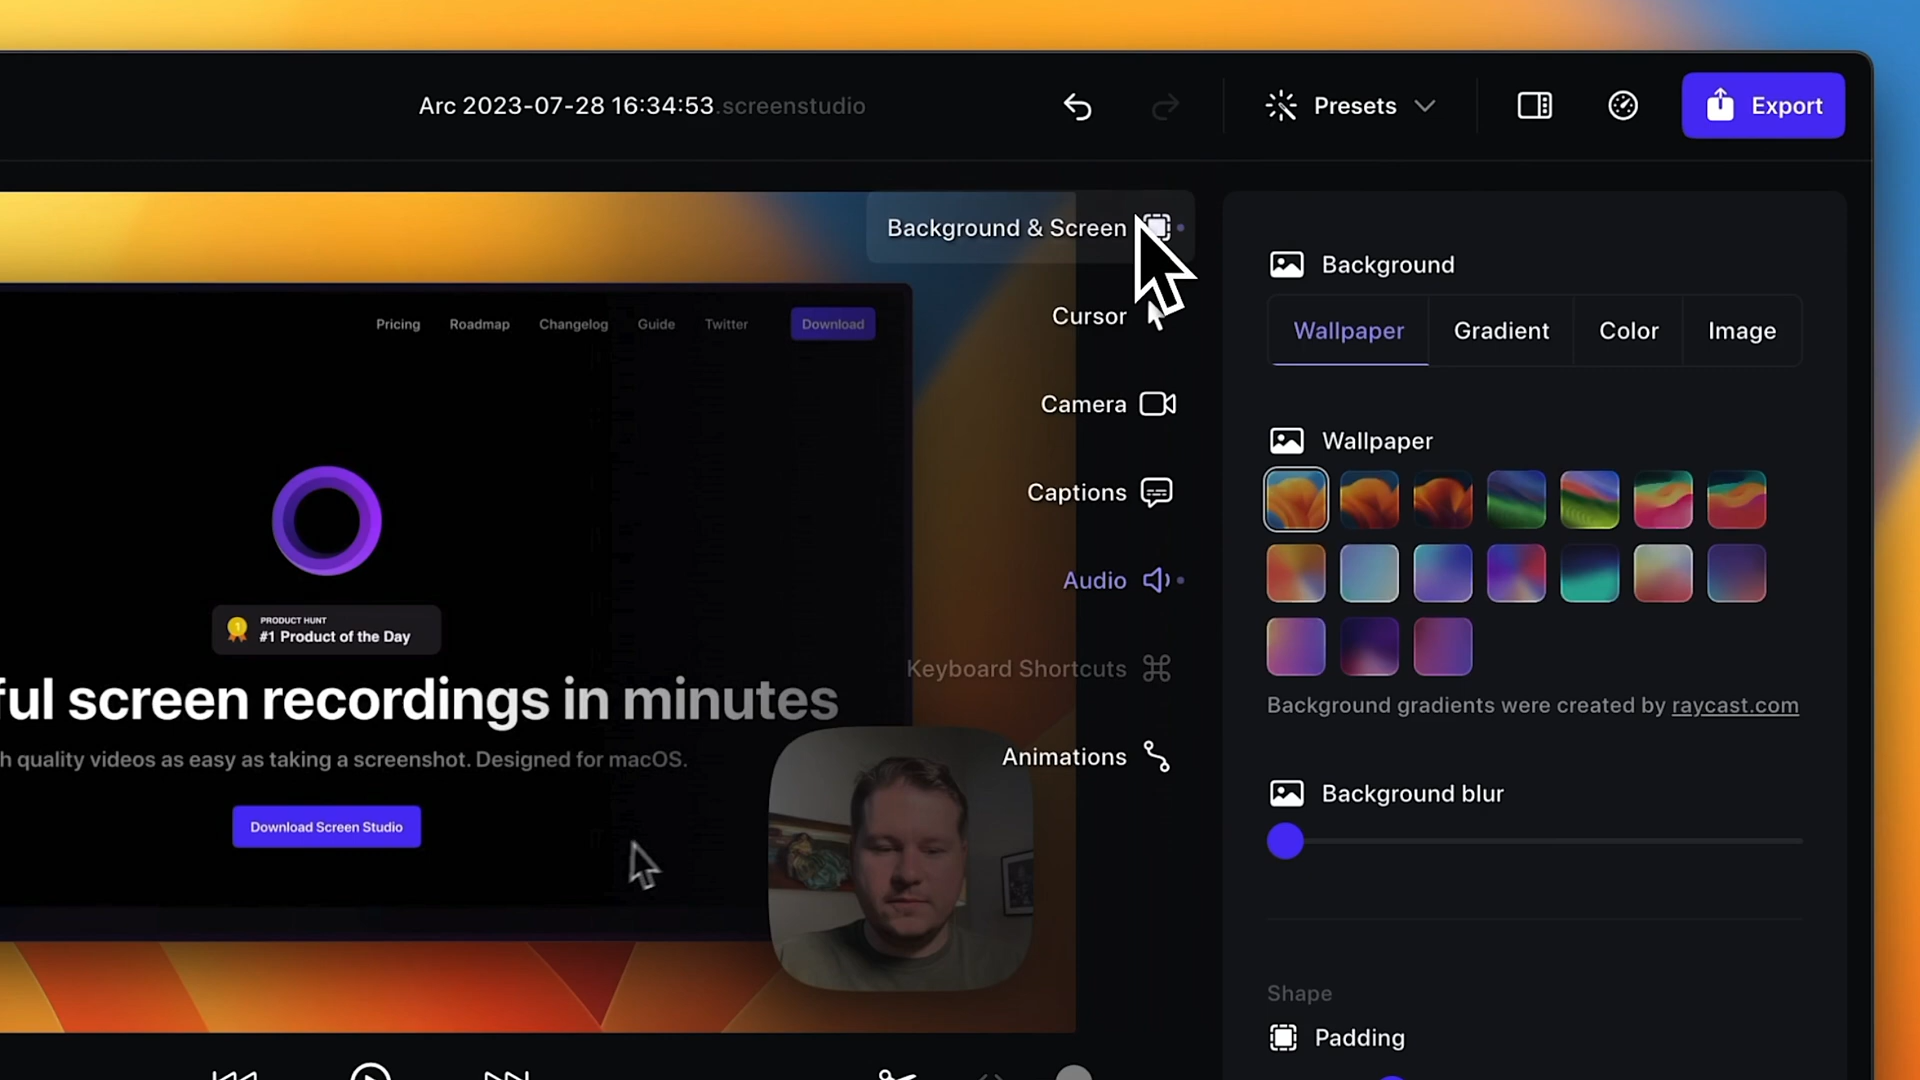 Arc 2023-07-28 16:34:53.screenstudio
Presets
Export
Background & Screen
Cursor
Camera
Captions
Audio
Keyboard Shortcuts
Animations
Pricing
Roadmap
Changelog
Guide
Twitter
Download
PRODUCT HUNT
#1 Product of the Day
ful screen recordings in minutes
h quality videos as easy as taking a screenshot. Designed for macOS.
Download Screen Studio
Background
Wallpaper
Gradient
Color
Image
Wallpaper
Background gradients were created by raycast.com
Background blur
Shape
Padding